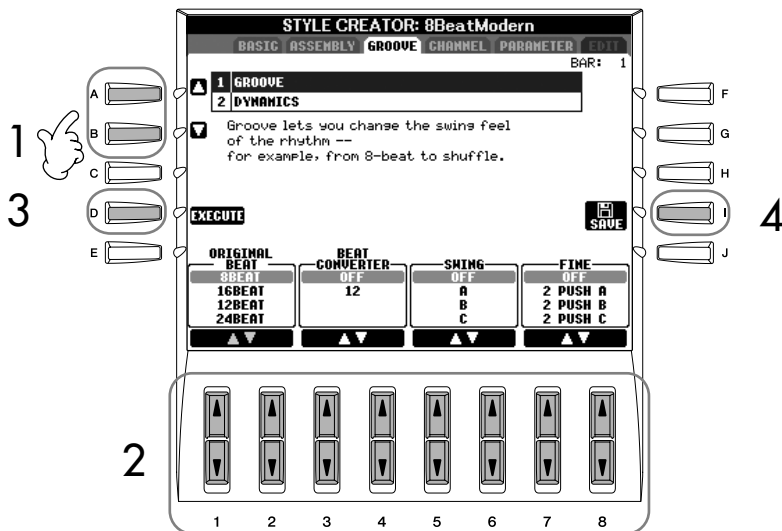 STYLE CREATOR: 8BeatModern
BASIC ASSEMBLY GROOVE CHANNEL PARAMETER EDIT
BAR: 1
1 GROOVE
2 DYNAMICS
Groove lets you change the swing feel
of the rhythm --
for example, from 8-beat to shuffle.
EXECUTE
SAVE
ORIGINAL BEAT
8BEAT
16BEAT
12BEAT
24BEAT
BEAT CONVERTER
OFF
12
SWING
OFF
A
B
C
FINE
OFF
2 PUSH A
2 PUSH B
2 PUSH C
A
B
C
D
E
F
G
H
I
J
1
3
4
2
1 2 3 4 5 6 7 8